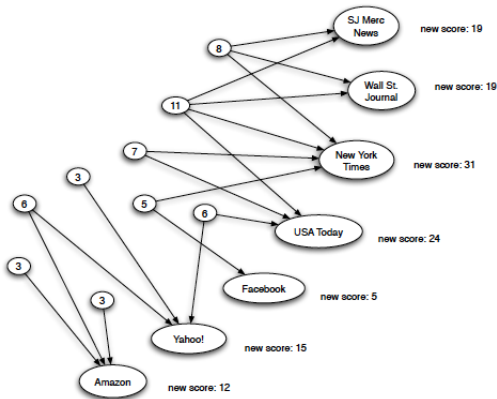 SJ Merc
News
new score: 19
8
Wall St.
Journal
new score: 19
11
7
New York
Times
new score: 31
3
6
5
6
USA Today
new score: 24
3
Facebook
new score: 5
3
Yahoo!
new score: 15
Amazon
new score: 12